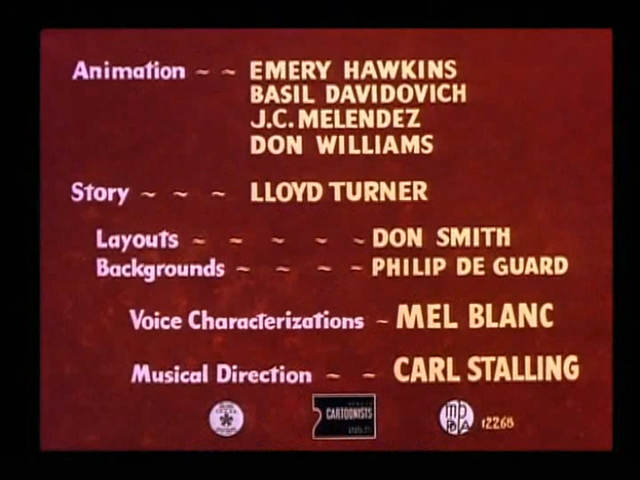 Animation ~ ~ EMERY HAWKINS
BASIL DAVIDOVICH
J.C. MELENDEZ
DON WILLIAMS
Story ~ ~ ~ LLOYD TURNER
Layouts ~ ~ ~ ~ ~ DON SMITH
Backgrounds ~ ~ ~ ~ PHILIP DE GUARD
Voice Characterizations ~ MEL BLANC
Musical Direction ~ ~ CARL STALLING
CARTOONISTS
MPPDA 12268